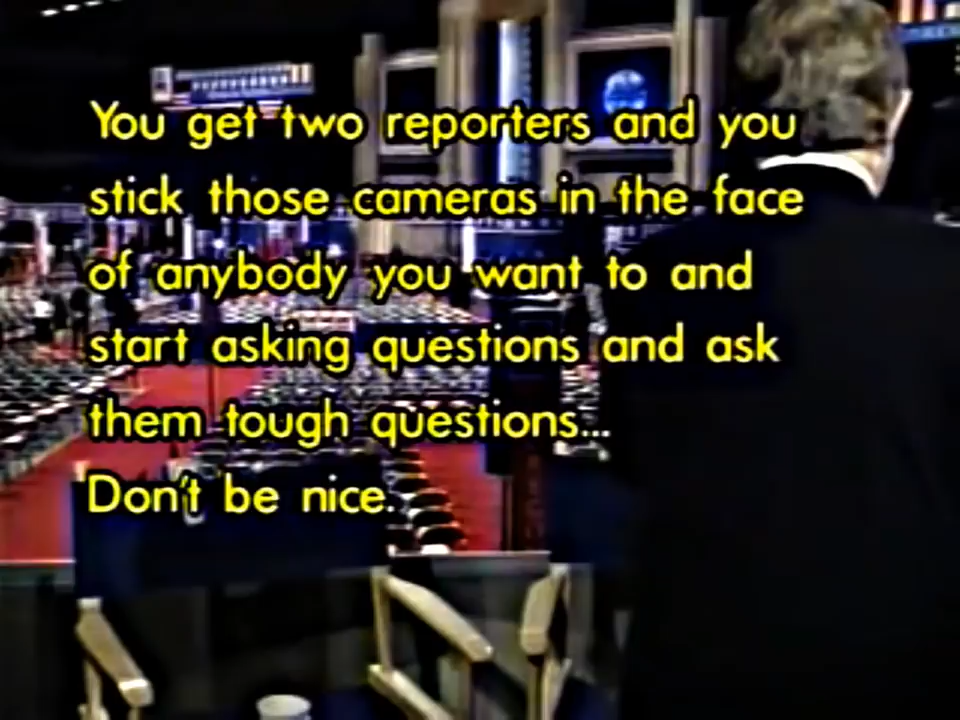 You get two reporters and you
stick those cameras in the face
of anybody you want to and
start asking questions and ask
them tough questions...
Don't be nice.